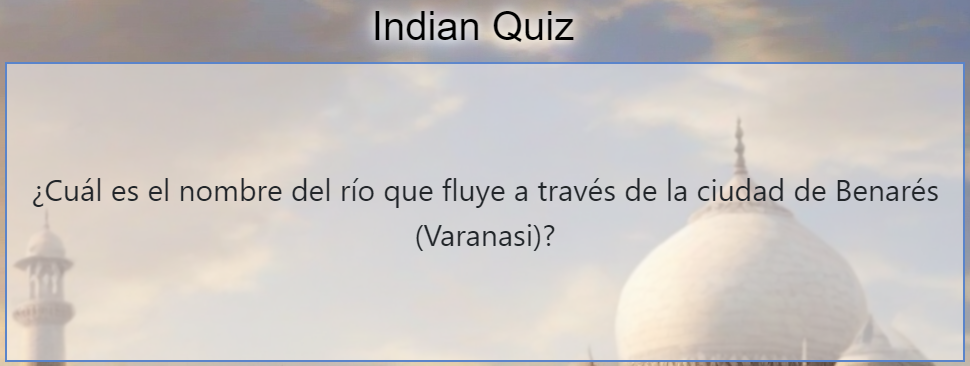 Indian Quiz
¿Cuál es el nombre del río que fluye a través de la ciudad de Benarés
(Varanasi)?